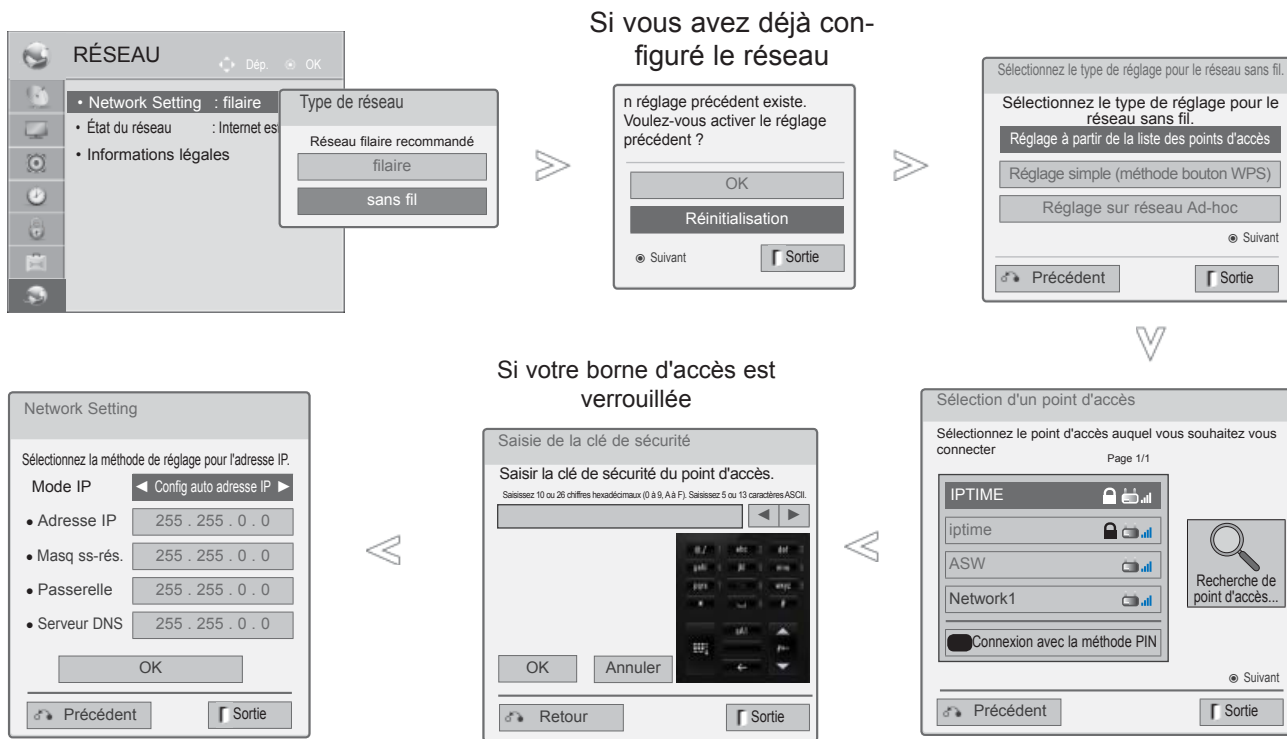 RÉSEAU
Dép. OK
• Network Setting : filaire
• État du réseau : Internet es
• Informations légales
Type de réseau
Réseau filaire recommandé
filaire
sans fil
Si vous avez déjà con-
figuré le réseau
n réglage précédent existe.
Voulez-vous activer le réglage
précédent ?
OK
Réinitialisation
Suivant
Sortie
Sélectionnez le type de réglage pour le réseau sans fil.
Sélectionnez le type de réglage pour le
réseau sans fil.
Réglage à partir de la liste des points d'accès
Réglage simple (méthode bouton WPS)
Réglage sur réseau Ad-hoc
Suivant
Précédent
Sortie
Sélection d'un point d'accès
Sélectionnez le point d'accès auquel vous souhaitez vous
connecter
Page 1/1
IPTIME
iptime
ASW
Network1
Connexion avec la méthode PIN
Recherche de
point d'accès...
Suivant
Précédent
Sortie
Si votre borne d'accès est
verrouillée
Saisie de la clé de sécurité
Saisir la clé de sécurité du point d'accès.
Saisissez 10 ou 26 chiffres hexadécimaux (0 à 9, A à F). Saisissez 5 ou 13 caractères ASCII.
OK
Annuler
Retour
Sortie
Network Setting
Sélectionnez la méthode de réglage pour l'adresse IP.
Mode IP ◄ Config auto adresse IP ►
• Adresse IP 255 . 255 . 0 . 0
• Masq ss-rés. 255 . 255 . 0 . 0
• Passerelle 255 . 255 . 0 . 0
• Serveur DNS 255 . 255 . 0 . 0
OK
Précédent
Sortie